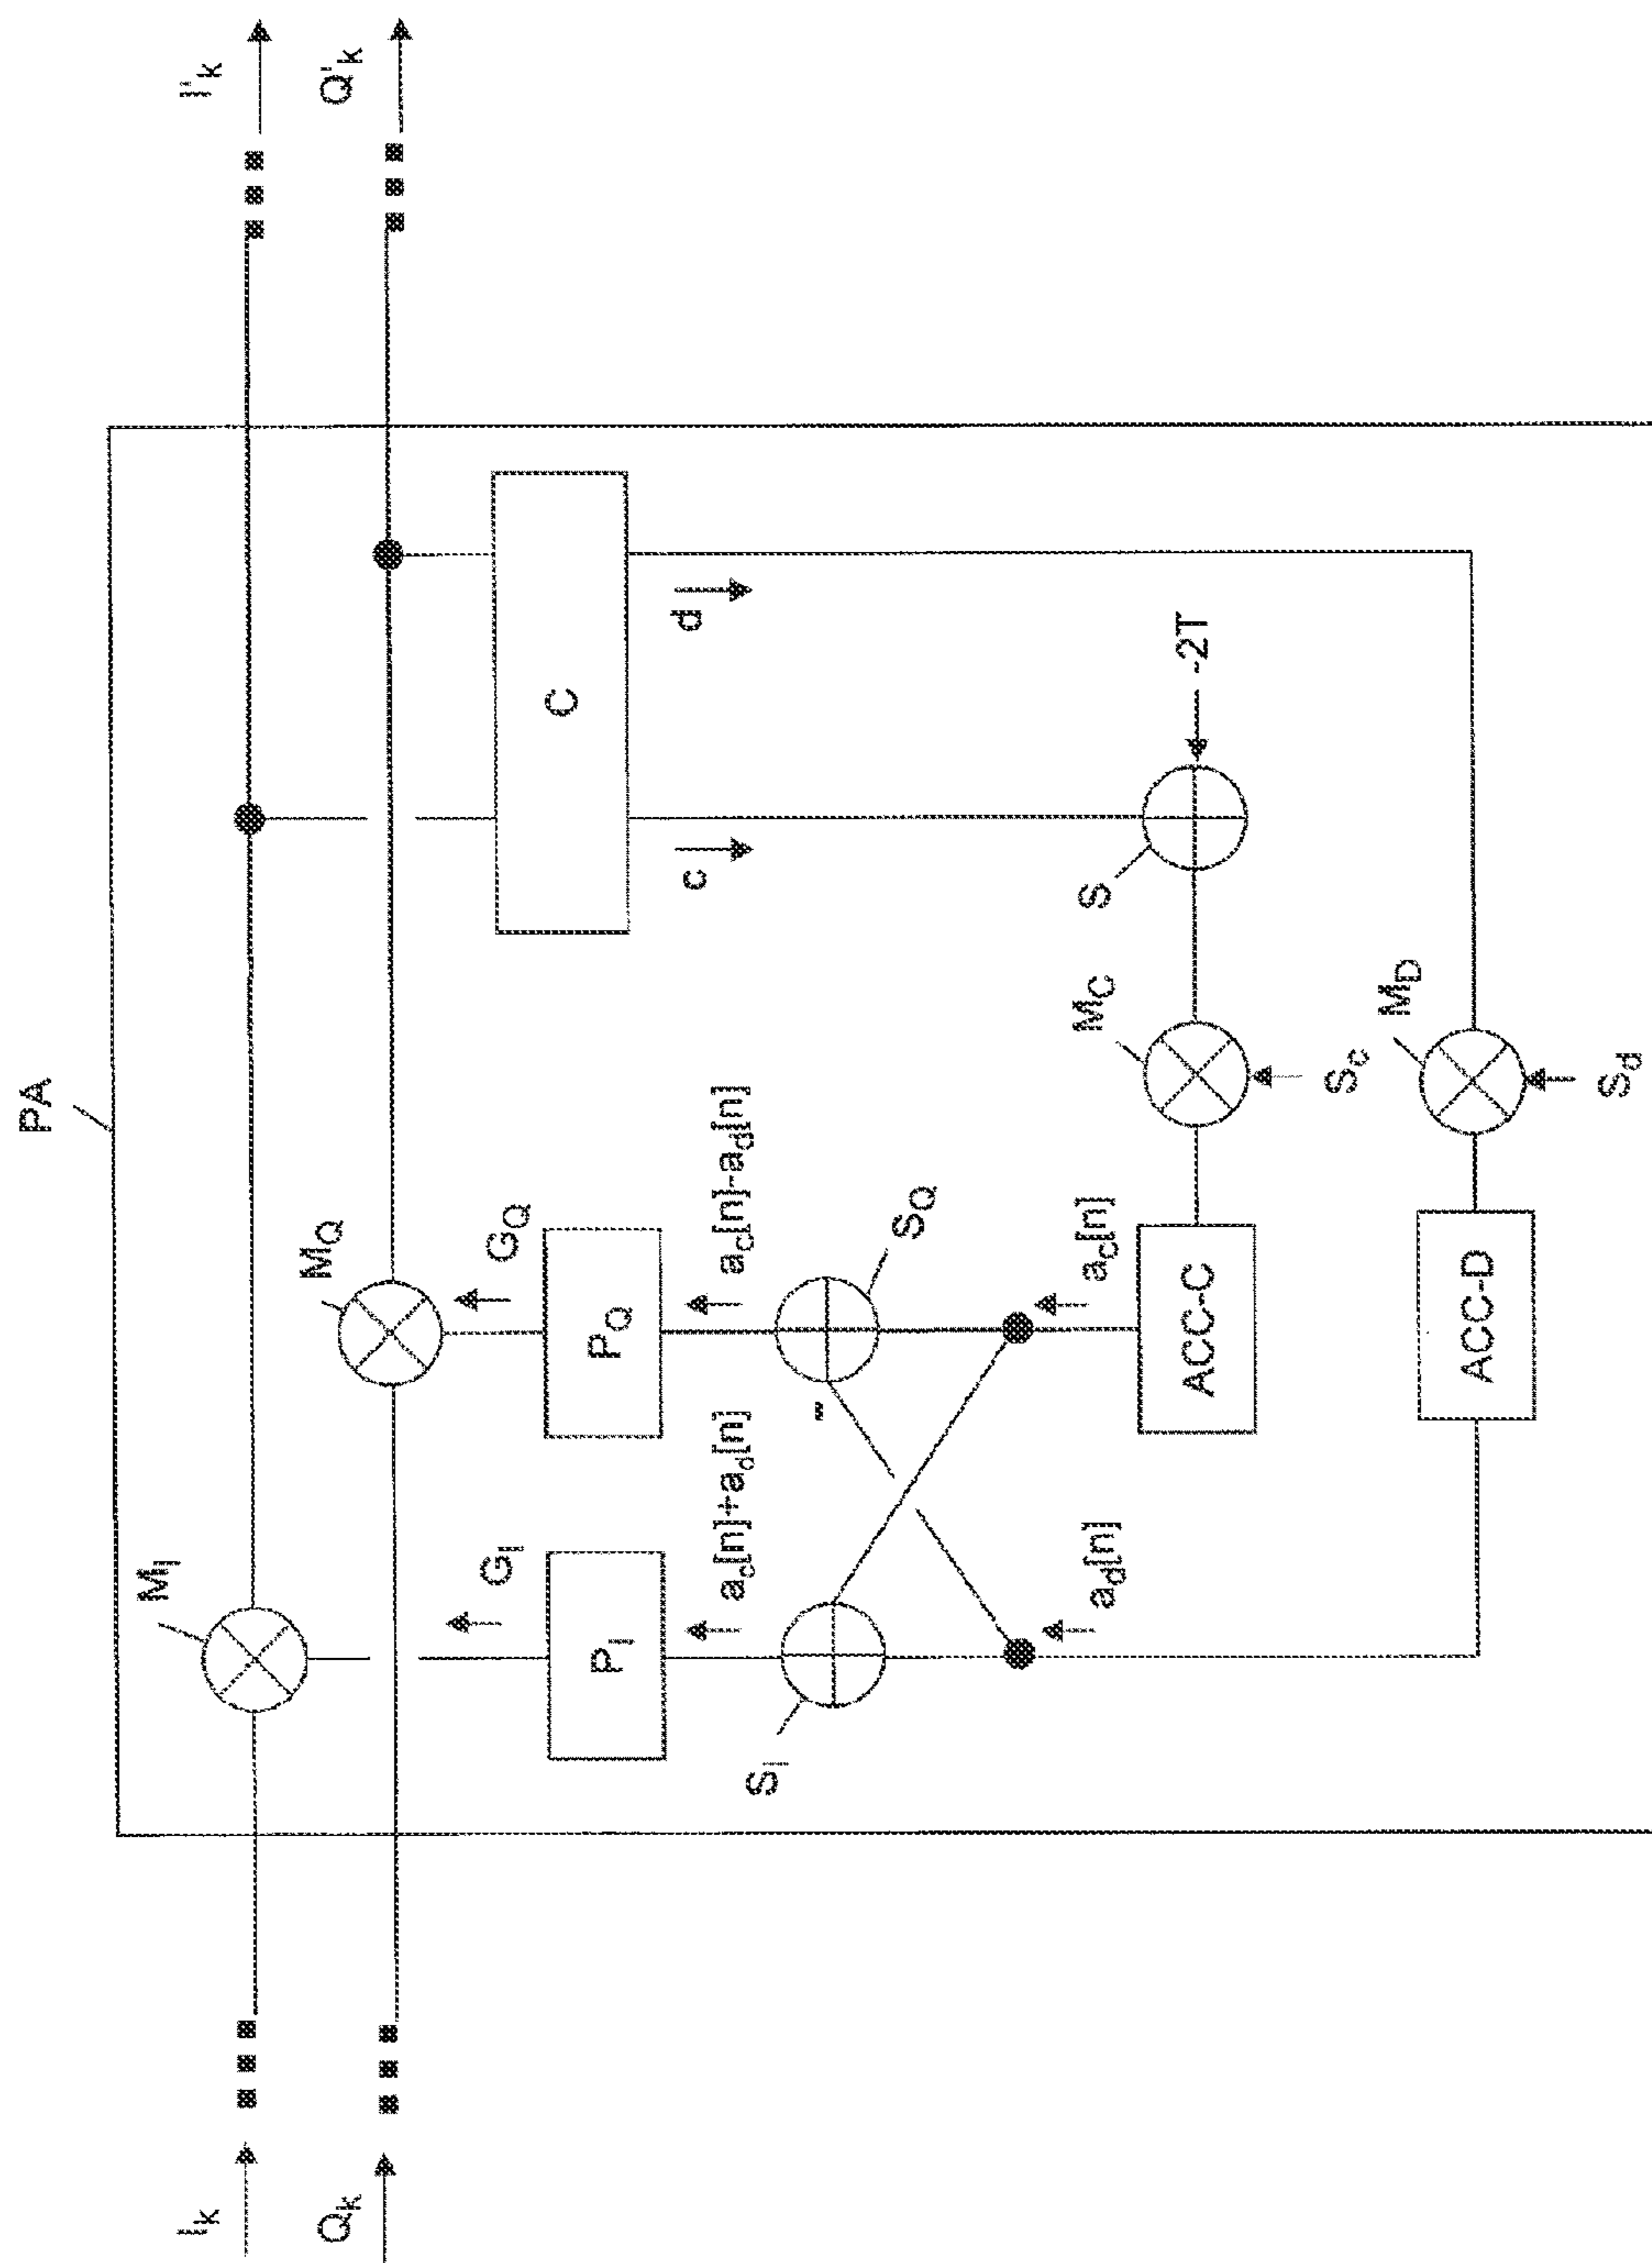 PA
I'k
Q'k
MI
MQ
GI
GQ
PI
PQ
C
c
d
ac[n]+ad[n]
ac[n]-ad[n]
SI
SQ
-
ad[n]
ac[n]
ACC-C
ACC-D
MC
MD
S
-2T
Sc
Sd
Ik
Qk